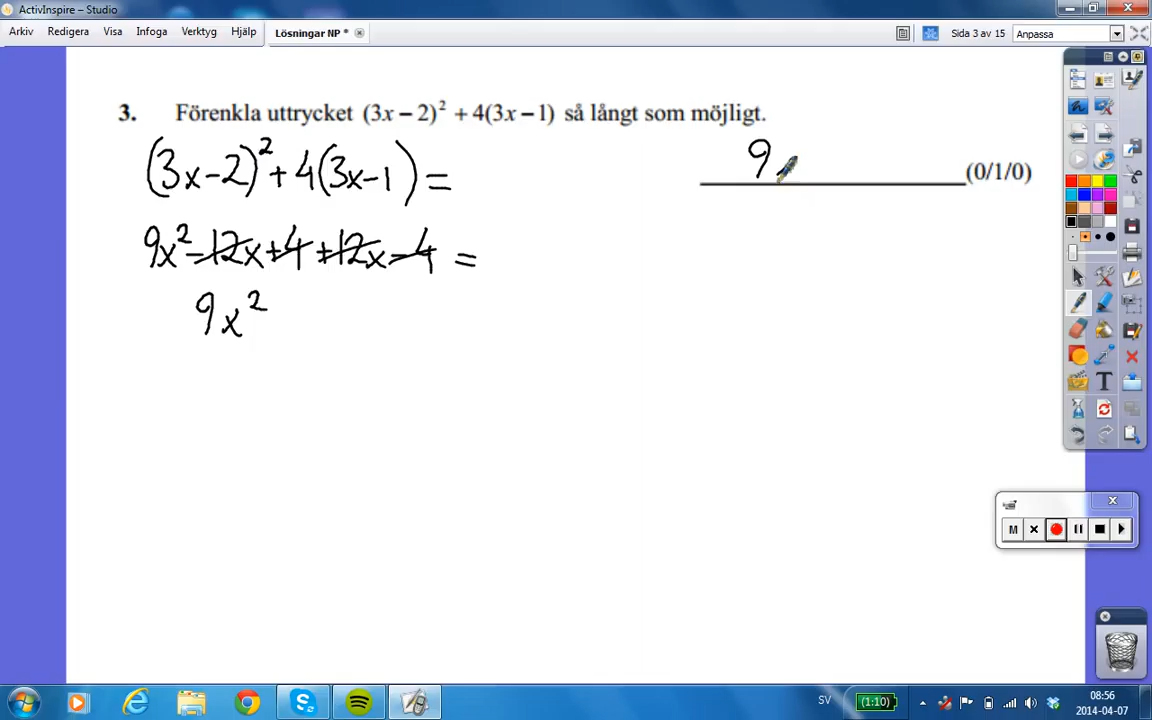 ActivInspire – Studio
Arkiv Redigera Visa Infoga Verktyg Hjälp Lösningar NP * Sida 3 av 15 Anpassa
3. Förenkla uttrycket (3x – 2)² + 4(3x – 1) så långt som möjligt.
(3x-2)²+4(3x-1)=
9 (0/1/0)
9x²-12x+4+12x-4=
9x²
M
T
SV (1:10) 08:56
2014-04-07